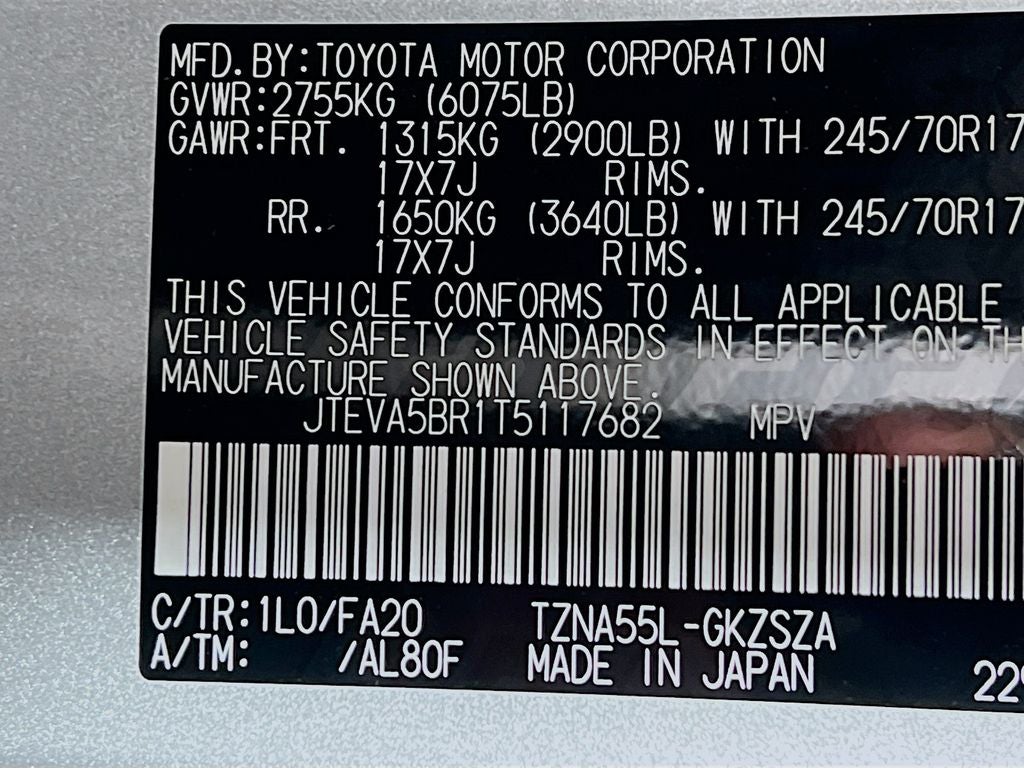 MFD.BY:TOYOTA MOTOR CORPORATION
GVWR:2755KG (6075LB)
GAWR:FRT. 1315KG (2900LB) WITH 245/70R17
17X7J RIMS.
RR. 1650KG (3640LB) WITH 245/70R17
17X7J RIMS.
THIS VEHICLE CONFORMS TO ALL APPLICABLE
VEHICLE SAFETY STANDARDS IN EFFECT ON TH
MANUFACTURE SHOWN ABOVE.
JTEVA5BR1T5117682 MPV
C/TR:1L0/FA20 TZNA55L-GKZSZA
A/TM: /AL80F MADE IN JAPAN
22